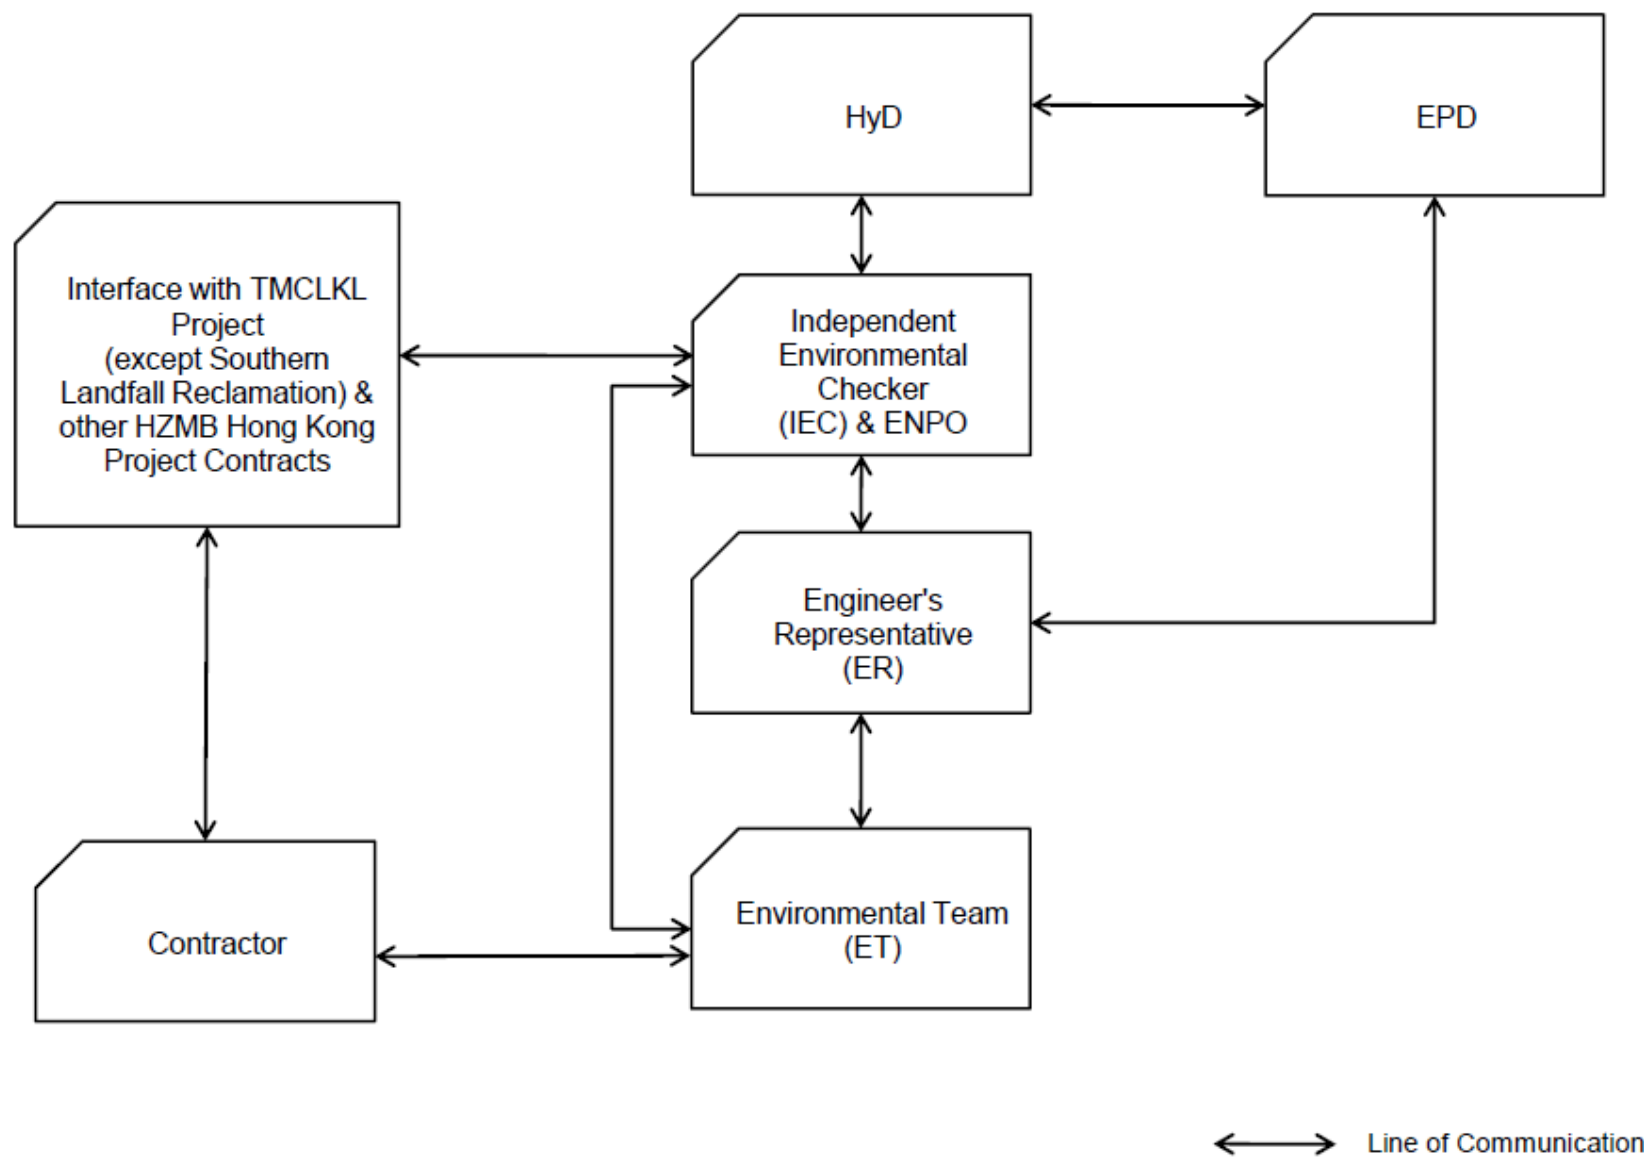 HyD
EPD
Interface with TMCLKL
Project
(except Southern
Landfall Reclamation) &
other HZMB Hong Kong
Project Contracts
Independent
Environmental
Checker
(IEC) & ENPO
Engineer's
Representative
(ER)
Environmental Team
(ET)
Contractor
Line of Communication